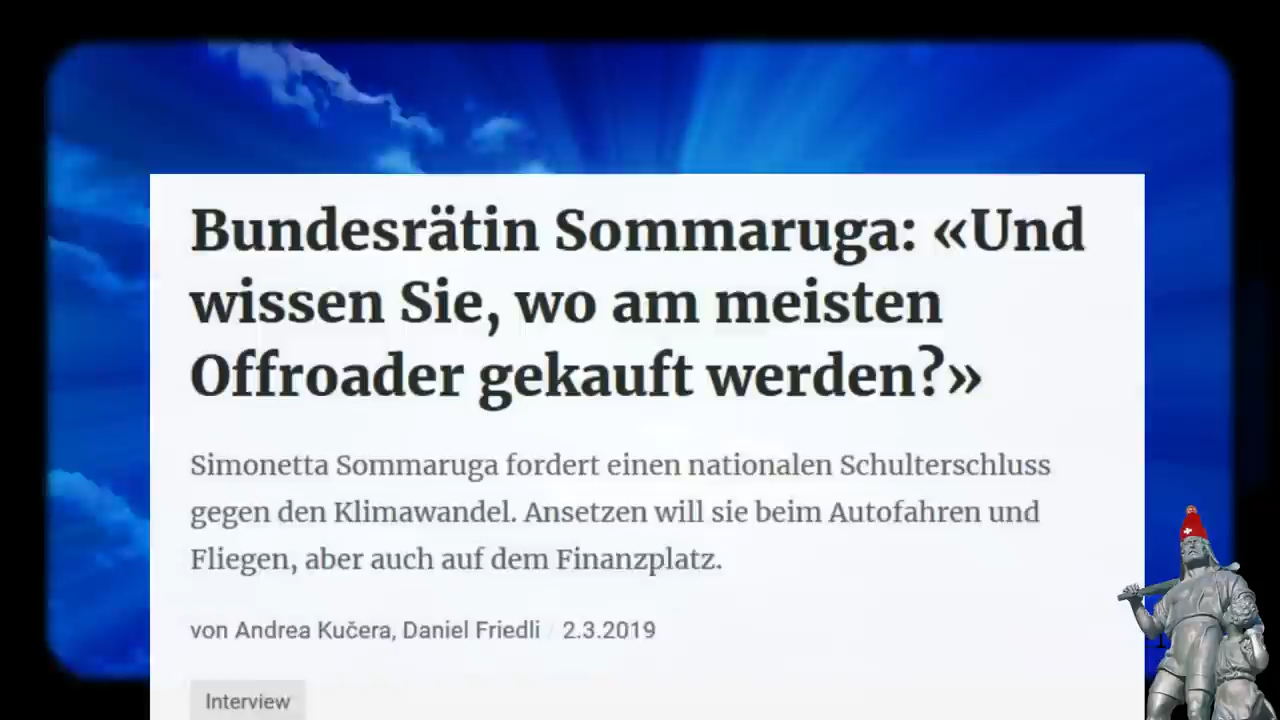 Bundesrätin Sommaruga: «Und
wissen Sie, wo am meisten
Offroader gekauft werden?»
Simonetta Sommaruga fordert einen nationalen Schulterschluss
gegen den Klimawandel. Ansetzen will sie beim Autofahren und
Fliegen, aber auch auf dem Finanzplatz.
von Andrea Kučera, Daniel Friedli / 2.3.2019
Interview